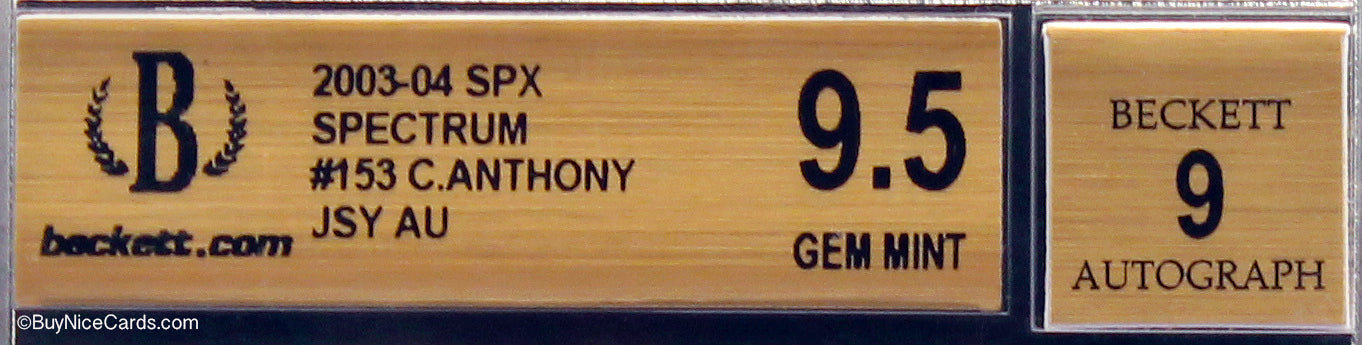 B
beckett.com
2003-04 SPX
SPECTRUM
#153 C.ANTHONY
JSY AU
9.5
GEM MINT
BECKETT
9
AUTOGRAPH
©BuyNiceCards.com